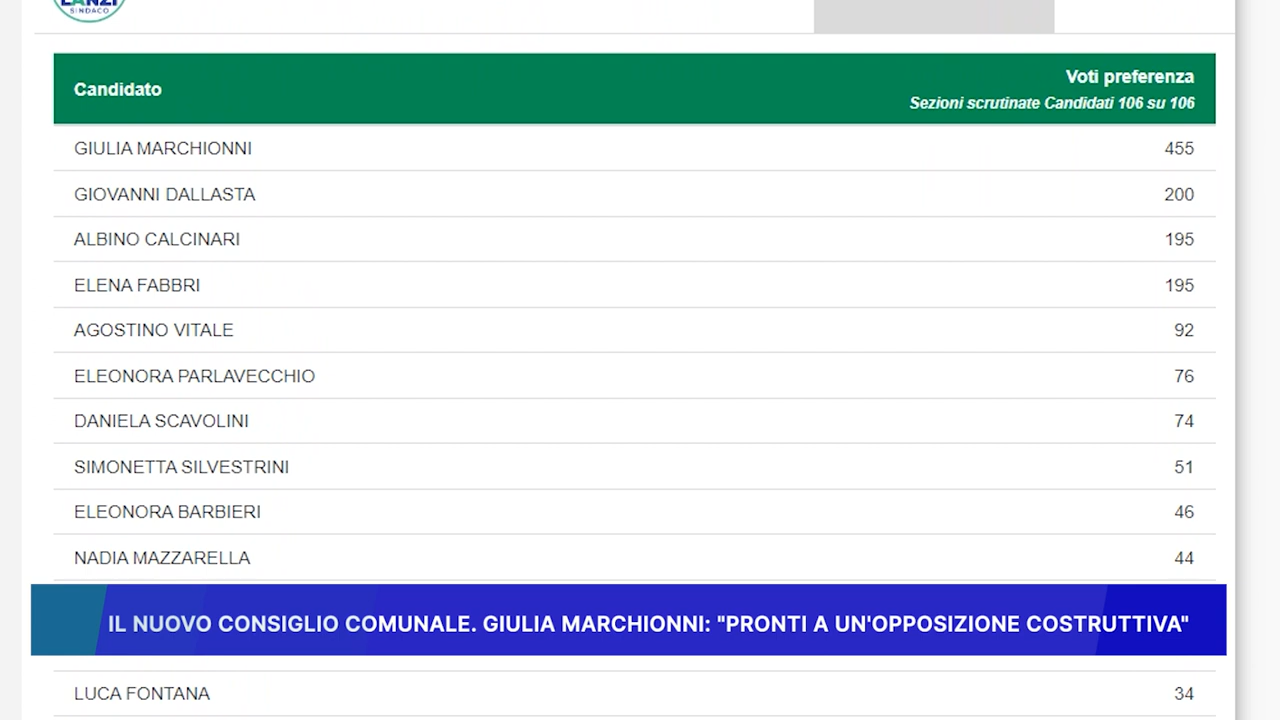 LANZI
SINDACO
Candidato
Voti preferenza
Sezioni scrutinate Candidati 106 su 106
GIULIA MARCHIONNI 455
GIOVANNI DALLASTA 200
ALBINO CALCINARI 195
ELENA FABBRI 195
AGOSTINO VITALE 92
ELEONORA PARLAVECCHIO 76
DANIELA SCAVOLINI 74
SIMONETTA SILVESTRINI 51
ELEONORA BARBIERI 46
NADIA MAZZARELLA 44
IL NUOVO CONSIGLIO COMUNALE. GIULIA MARCHIONNI: "PRONTI A UN'OPPOSIZIONE COSTRUTTIVA"
LUCA FONTANA 34